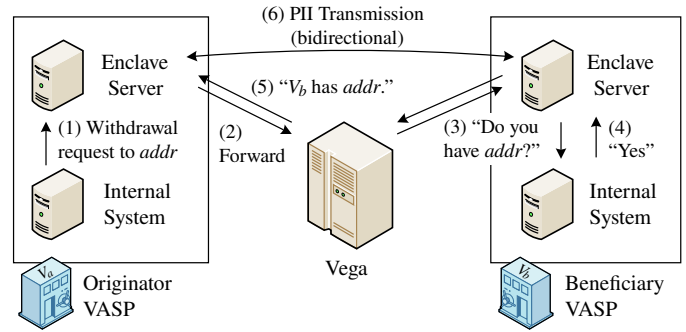 (6) PII Transmission
(bidirectional)
Enclave
Server
(5) “V_b has addr.”
Enclave
Server
(1) Withdrawal
request to addr
(2)
Forward
(3) “Do you
have addr?”
(4)
“Yes”
Internal
System
Internal
System
Vega
V_a
Originator
VASP
V_b
Beneficiary
VASP